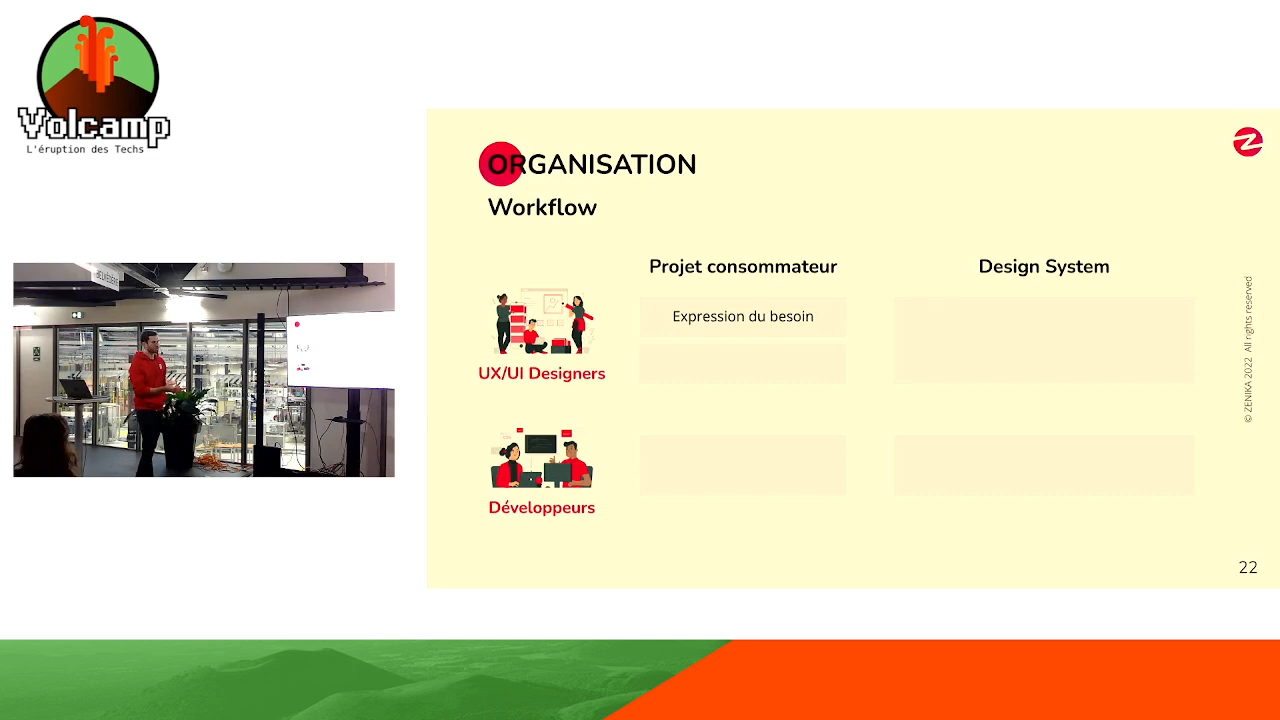 Volcamp
L'éruption des Techs
ORGANISATION
Workflow
Projet consommateur
Design System
Expression du besoin
UX/UI Designers
Développeurs
© ZENIKA 2022 All rights reserved
22